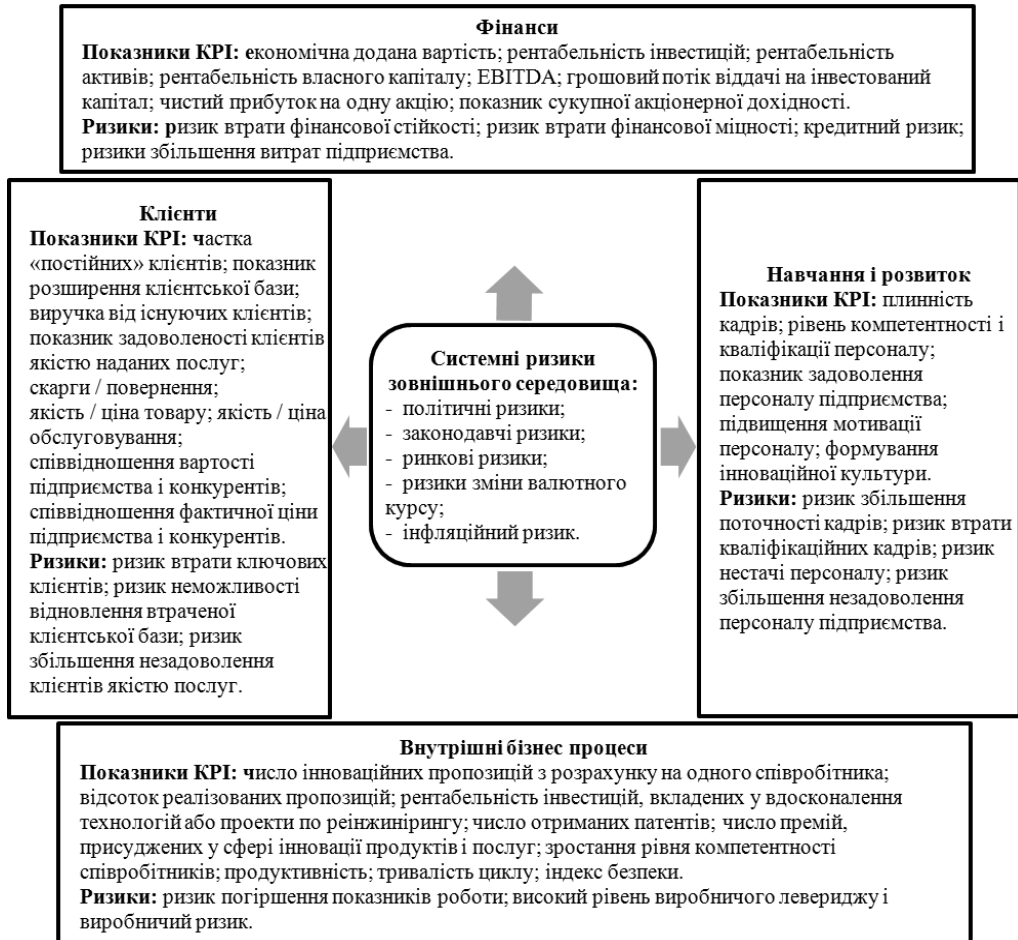 Фінанси
Показники КРІ: економічна додана вартість; рентабельність інвестицій; рентабельність
активів; рентабельність власного капіталу; EBITDA; грошовий потік віддачі на інвестований
капітал; чистий прибуток на одну акцію; показник сукупної акціонерної дохідності.
Ризики: ризик втрати фінансової стійкості; ризик втрати фінансової міцності; кредитний ризик;
ризики збільшення витрат підприємства.
Клієнти
Показники КРІ: частка
«постійних» клієнтів; показник
розширення клієнтської бази;
виручка від існуючих клієнтів;
показник задоволеності клієнтів
якістю наданих послуг;
скарги / повернення;
якість / ціна товару; якість / ціна
обслуговування;
співвідношення вартості
підприємства і конкурентів;
співвідношення фактичної ціни
підприємства і конкурентів.
Ризики: ризик втрати ключових
клієнтів; ризик неможливості
відновлення втраченої
клієнтської бази; ризик
збільшення незадоволення
клієнтів якістю послуг.
Системні ризики
зовнішнього середовища:
- політичні ризики;
- законодавчі ризики;
- ринкові ризики;
- ризики зміни валютного
курсу;
- інфляційний ризик.
Навчання і розвиток
Показники КРІ: плинність
кадрів; рівень компетентності і
кваліфікації персоналу;
показник задоволення
персоналу підприємства;
підвищення мотивації
персоналу; формування
інноваційної культури.
Ризики: ризик збільшення
поточності кадрів; ризик втрати
кваліфікаційних кадрів; ризик
нестачі персоналу; ризик
збільшення незадоволення
персоналу підприємства.
Внутрішні бізнес процеси
Показники КРІ: число інноваційних пропозицій з розрахунку на одного співробітника;
відсоток реалізованих пропозицій; рентабельність інвестицій, вкладених у вдосконалення
технологій або проекти по реінжинірингу; число отриманих патентів; число премій,
присуджених у сфері інновації продуктів і послуг; зростання рівня компетентності
співробітників; продуктивність; тривалість циклу; індекс безпеки.
Ризики: ризик погіршення показників роботи; високий рівень виробничого левериджу і
виробничий ризик.